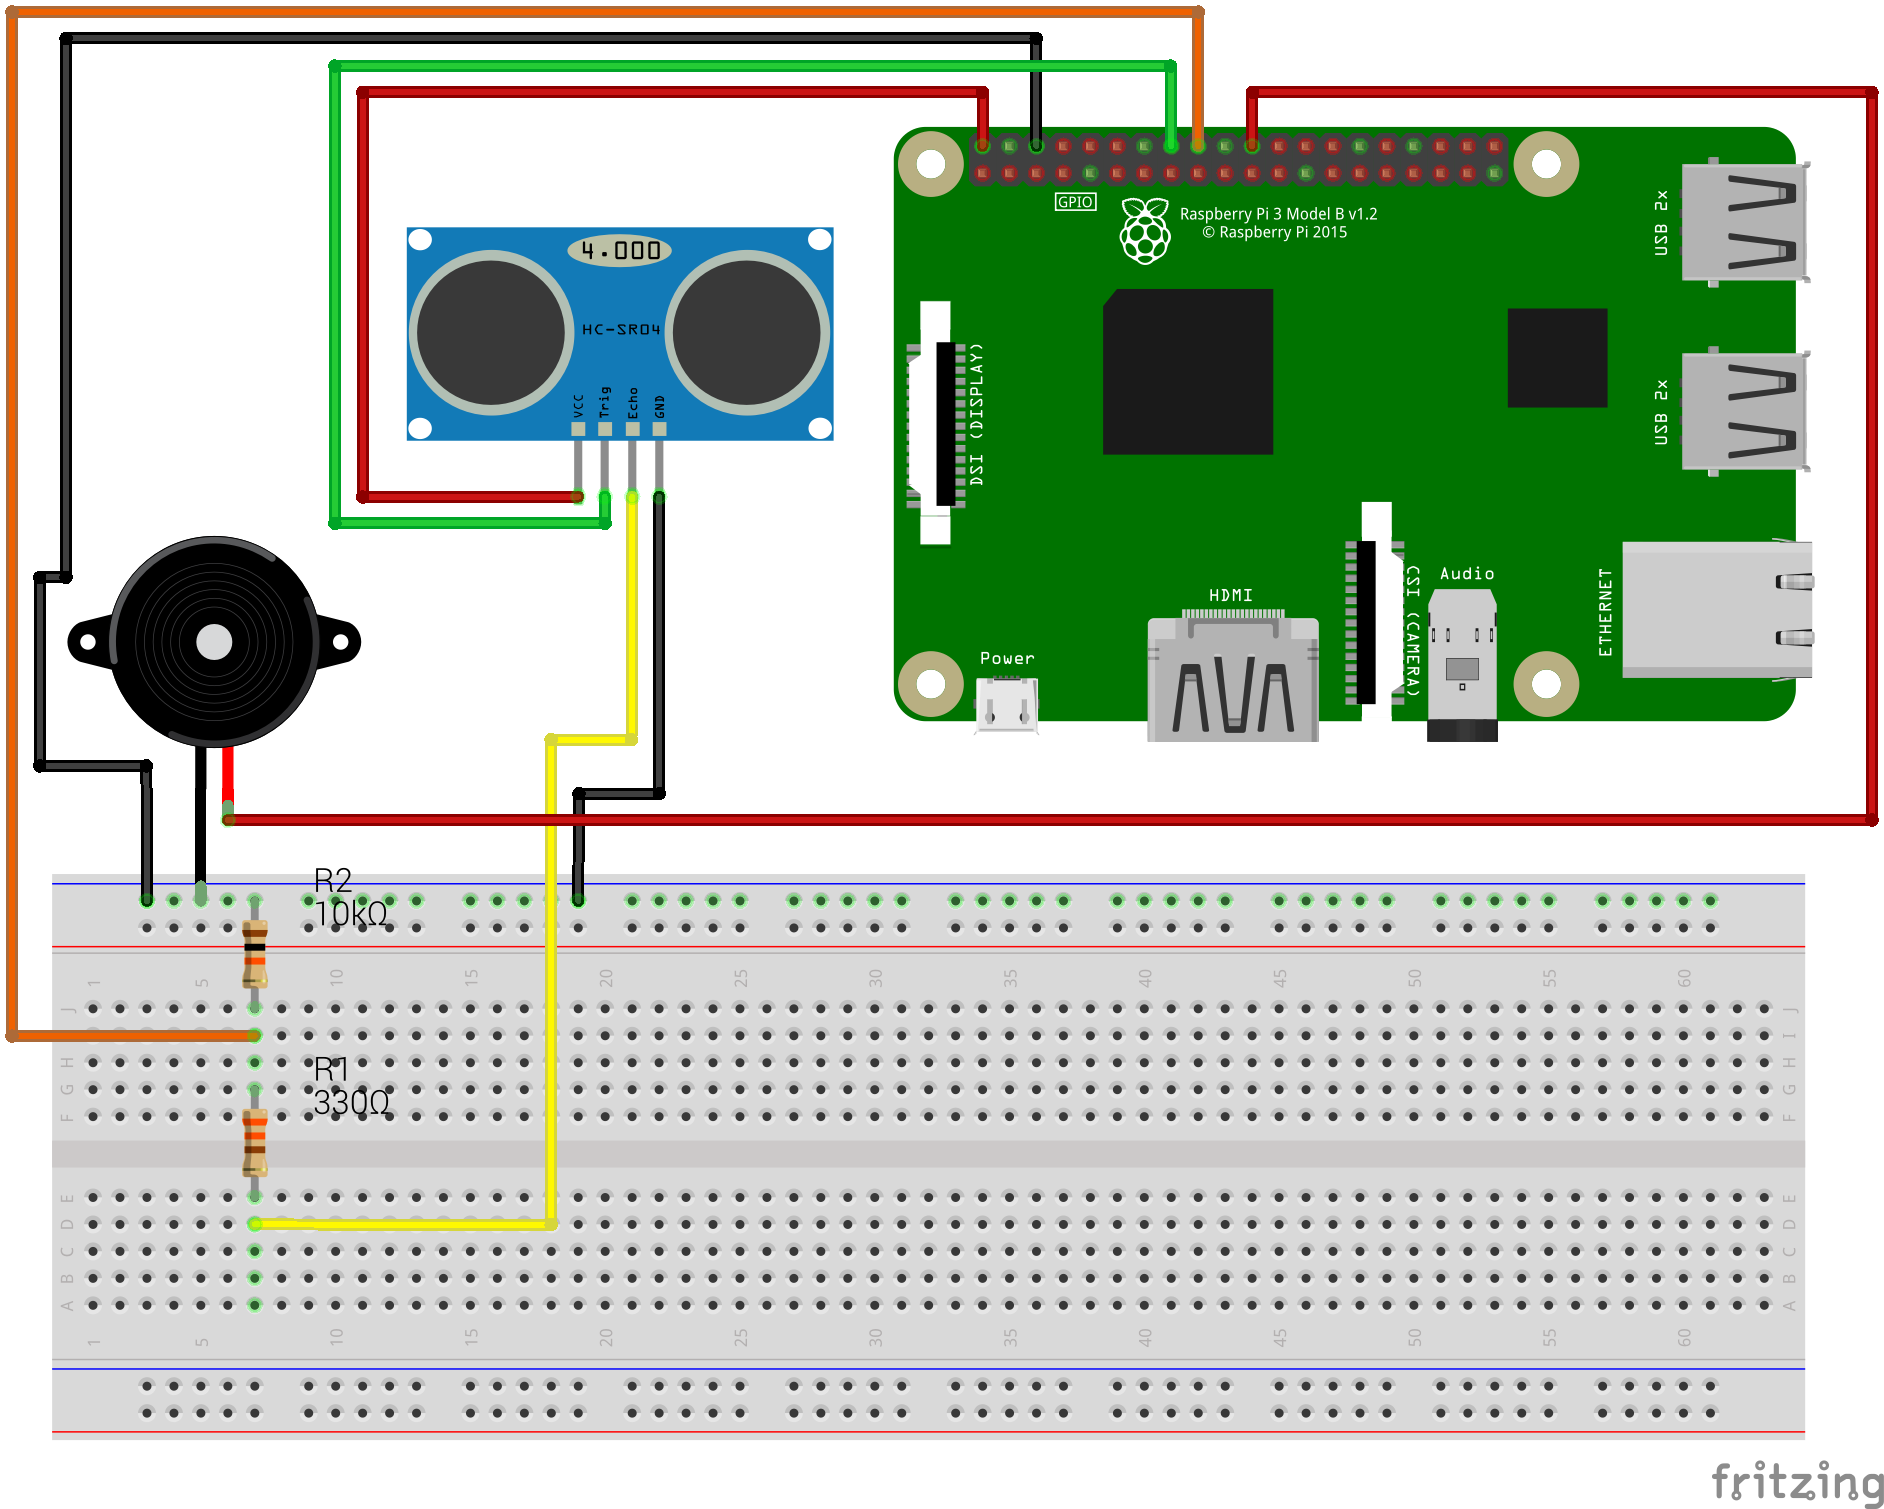 GPIO
Raspberry Pi 3 Model B v1.2
© Raspberry Pi 2015
USB 2x
4.000
HC-SR04
DSI (DISPLAY)
VCC
Trig
Echo
GND
USB 2x
HDMI
CSI (CAMERA)
Audio
ETHERNET
Power
R2
10kΩ
1 5 10 15 20 25 30 35 40 45 50 55 60
J J
I
R1
H H
G G
330Ω
F F
E E
D D
C C
B B
A A
1 5 10 15 20 25 30 35 40 45 50 55 60
fritzing